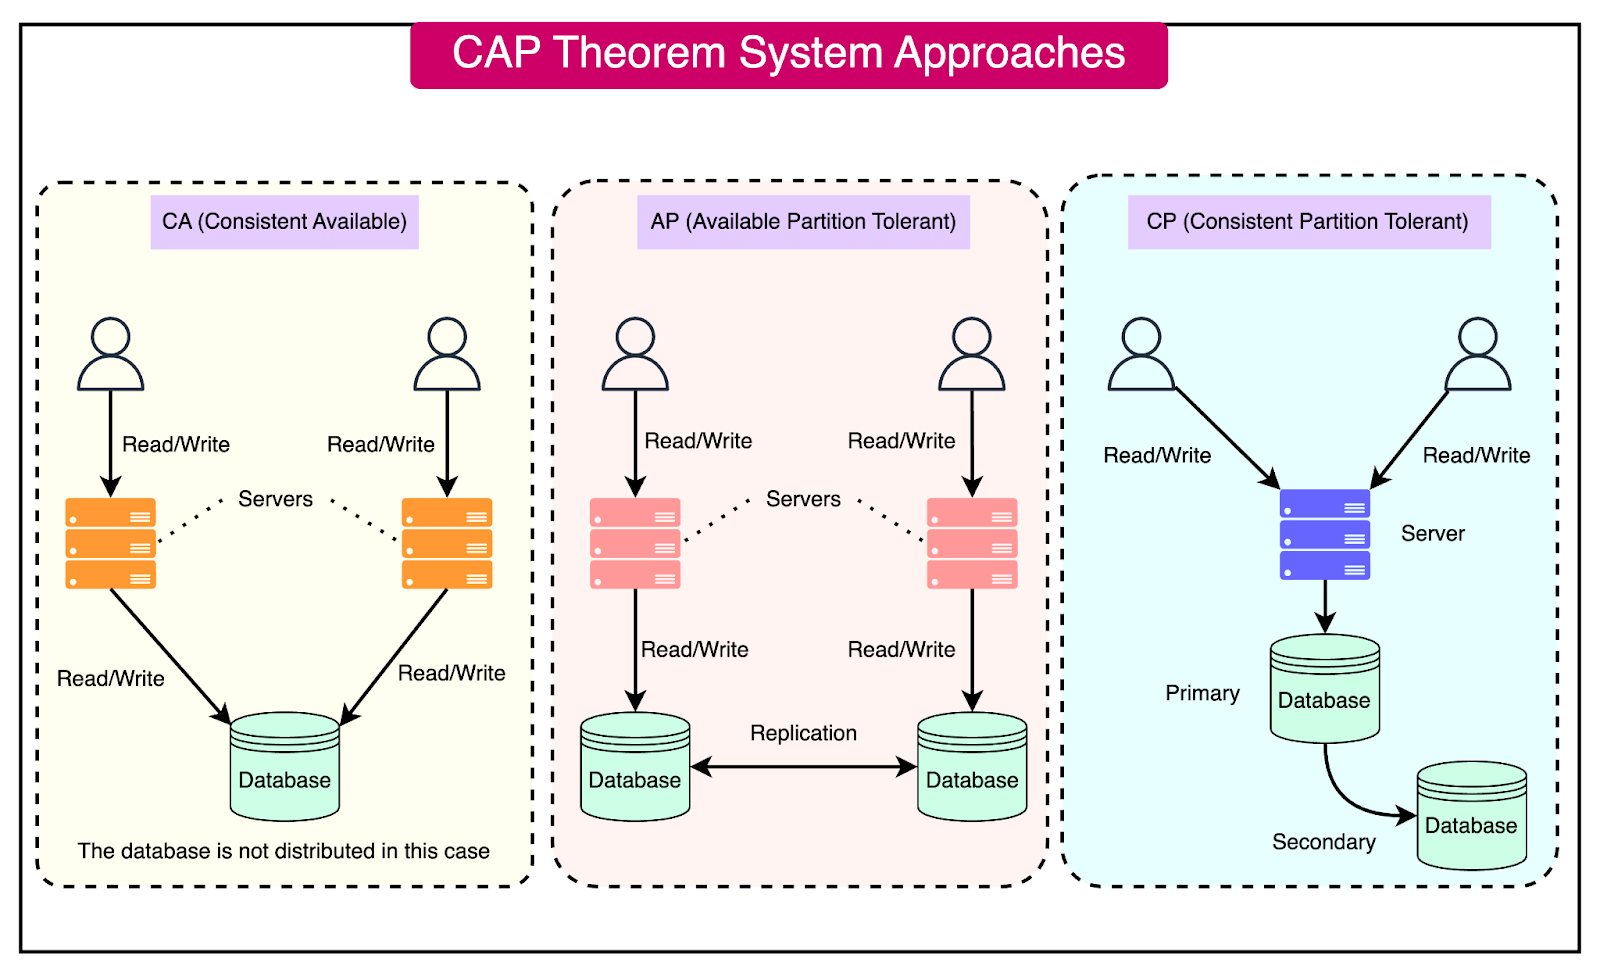 CAP Theorem System Approaches
CA (Consistent Available)
Read/Write
Read/Write
Servers
Read/Write
Read/Write
Database
The database is not distributed in this case
AP (Available Partition Tolerant)
Read/Write
Read/Write
Servers
Read/Write
Read/Write
Replication
Database
Database
CP (Consistent Partition Tolerant)
Read/Write
Read/Write
Server
Primary
Database
Database
Secondary